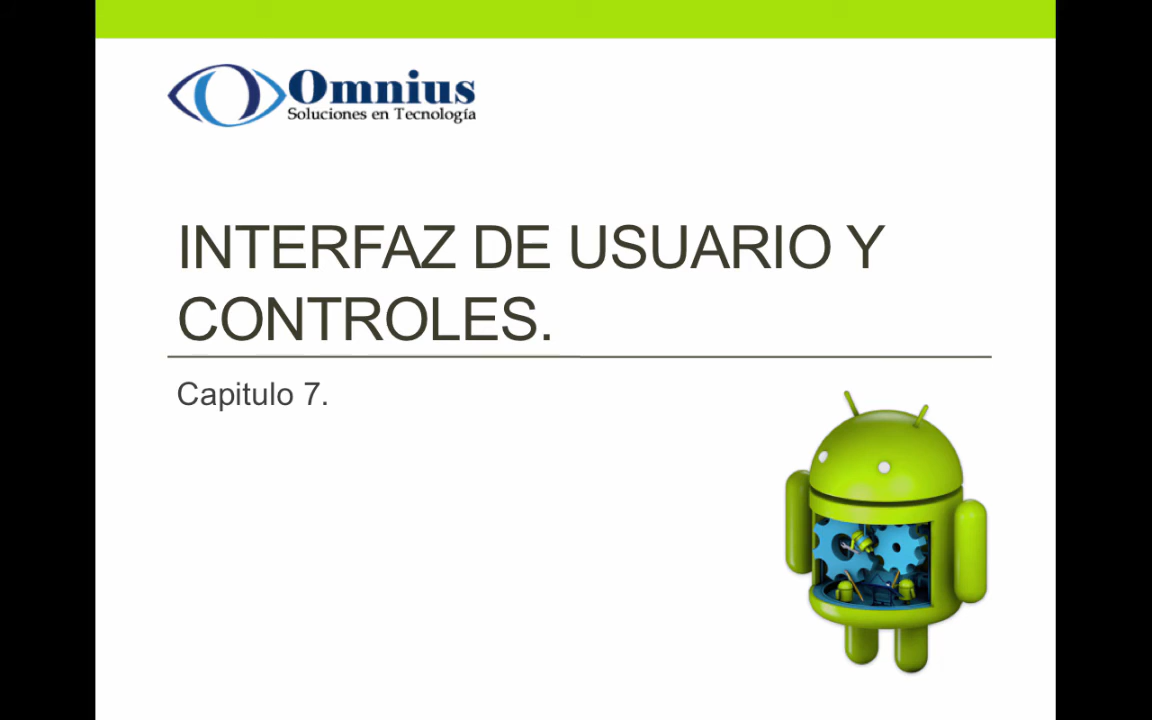 Omnius
Soluciones en Tecnología
INTERFAZ DE USUARIO Y
CONTROLES.
Capitulo 7.